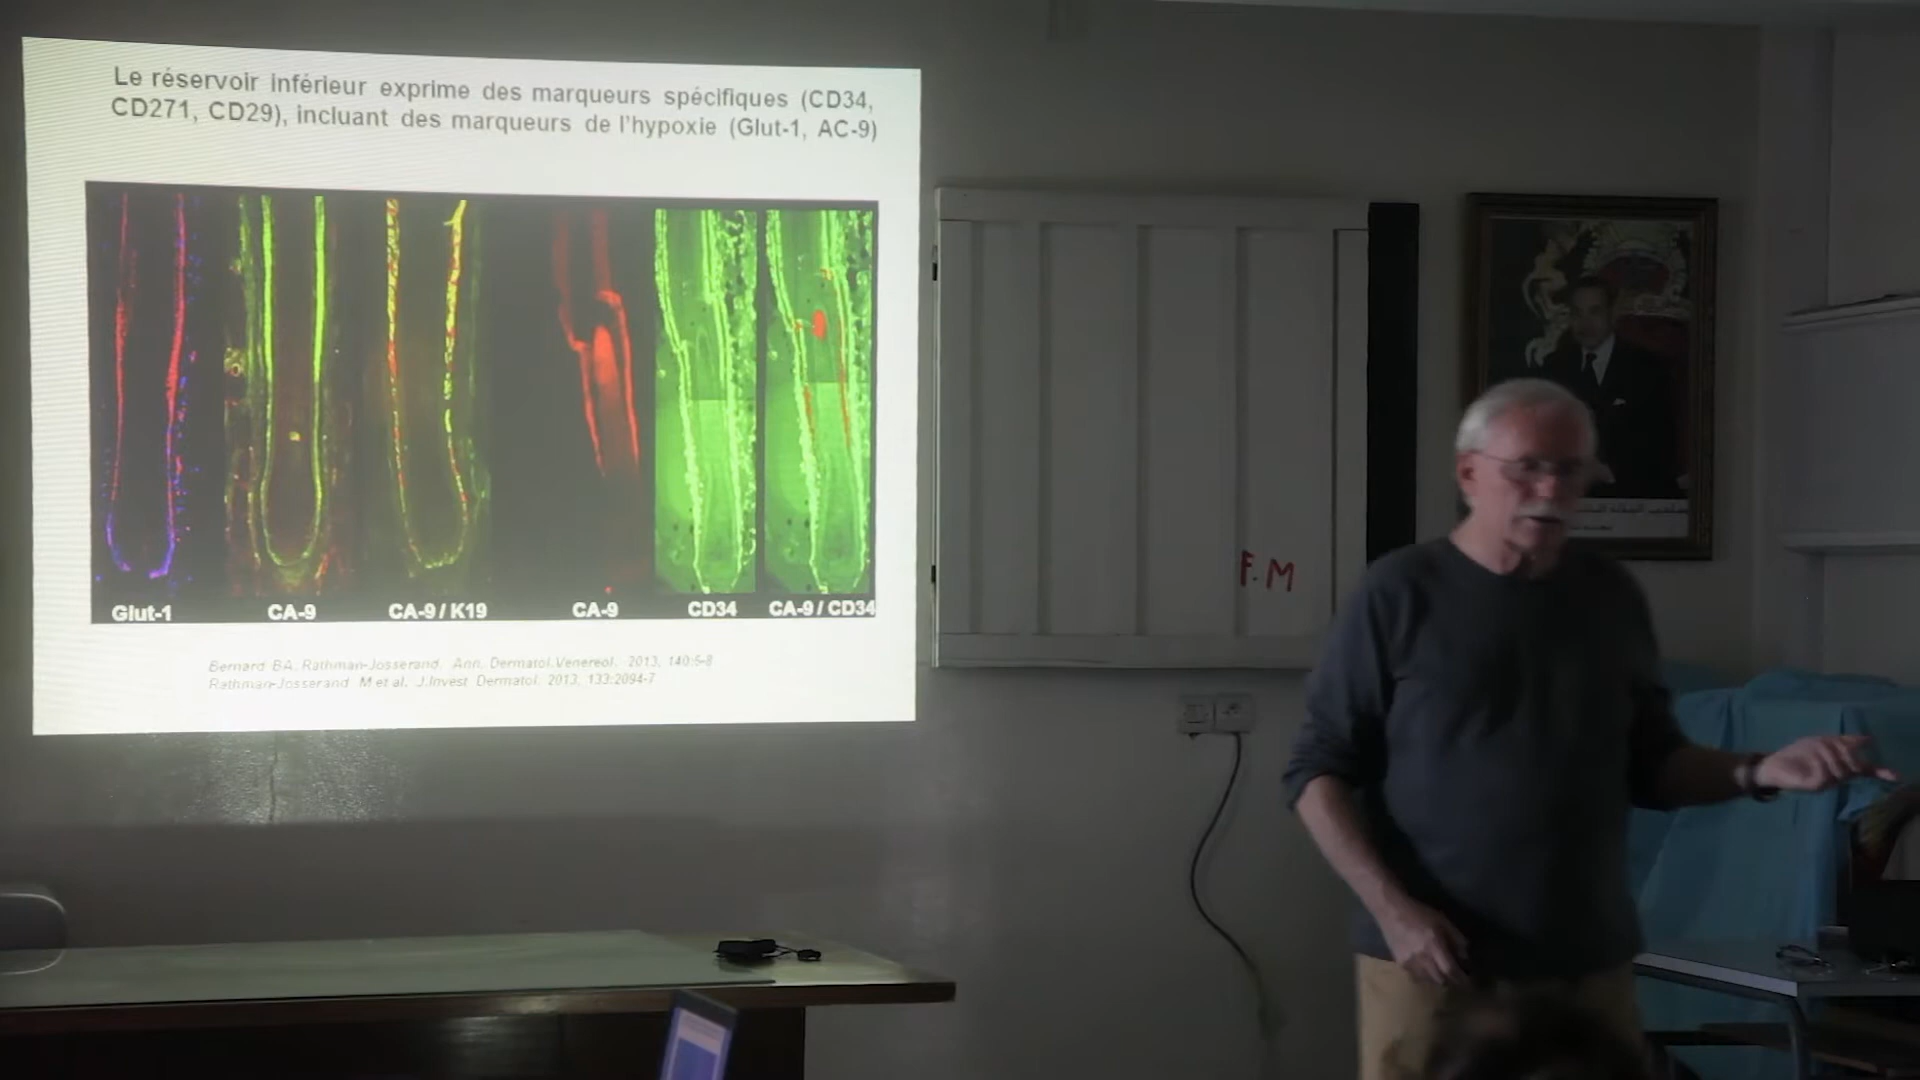 Le réservoir inférieur exprime des marqueurs spécifiques (CD34,
CD271, CD29), incluant des marqueurs de l'hypoxie (Glut-1, AC-9)
Glut-1 CA-9 CA-9 / K19 CA-9 CD34 CA-9 / CD34
Bernard BA, Rathman-Josserand. Ann. Dermatol.Venereol. 2013, 140:5-8
Rathman-Josserand M et al. J.Invest Dermatol. 2013, 133:2094-7
F.M